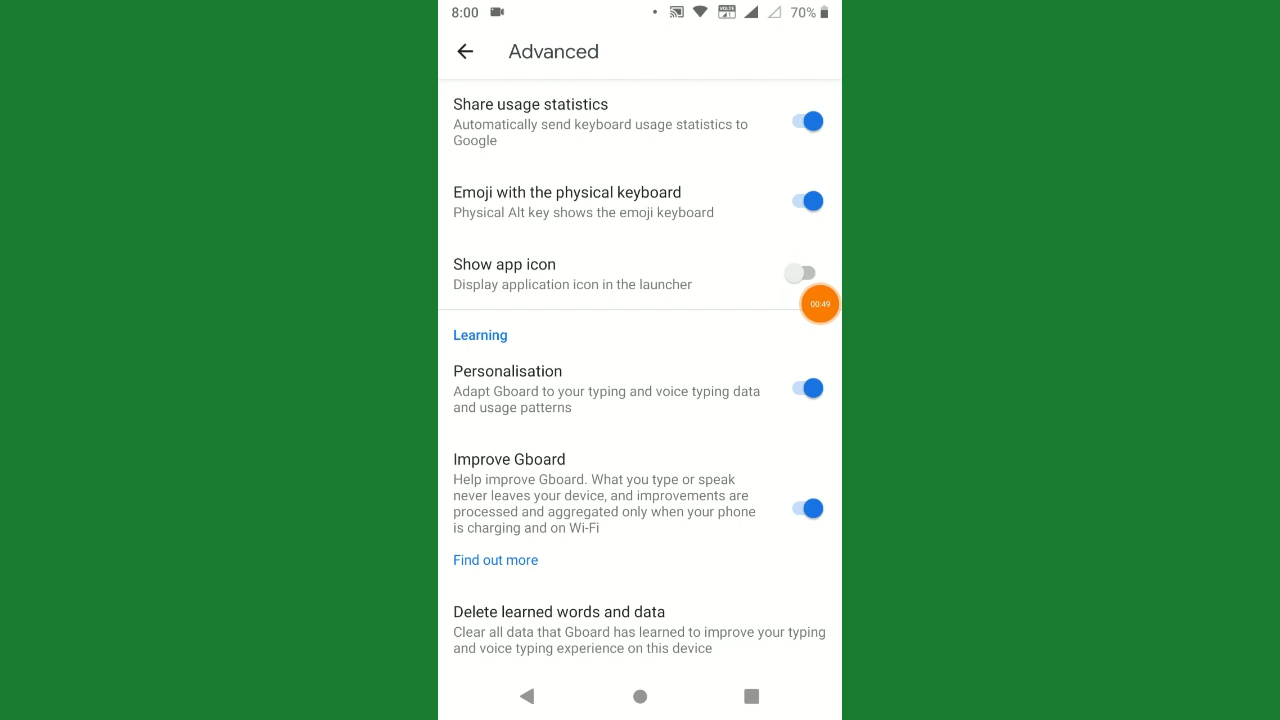 8:00
70%
Advanced
Share usage statistics
Automatically send keyboard usage statistics to
Google
Emoji with the physical keyboard
Physical Alt key shows the emoji keyboard
Show app icon
Display application icon in the launcher
00:49
Learning
Personalisation
Adapt Gboard to your typing and voice typing data
and usage patterns
Improve Gboard
Help improve Gboard. What you type or speak
never leaves your device, and improvements are
processed and aggregated only when your phone
is charging and on Wi-Fi
Find out more
Delete learned words and data
Clear all data that Gboard has learned to improve your typing
and voice typing experience on this device